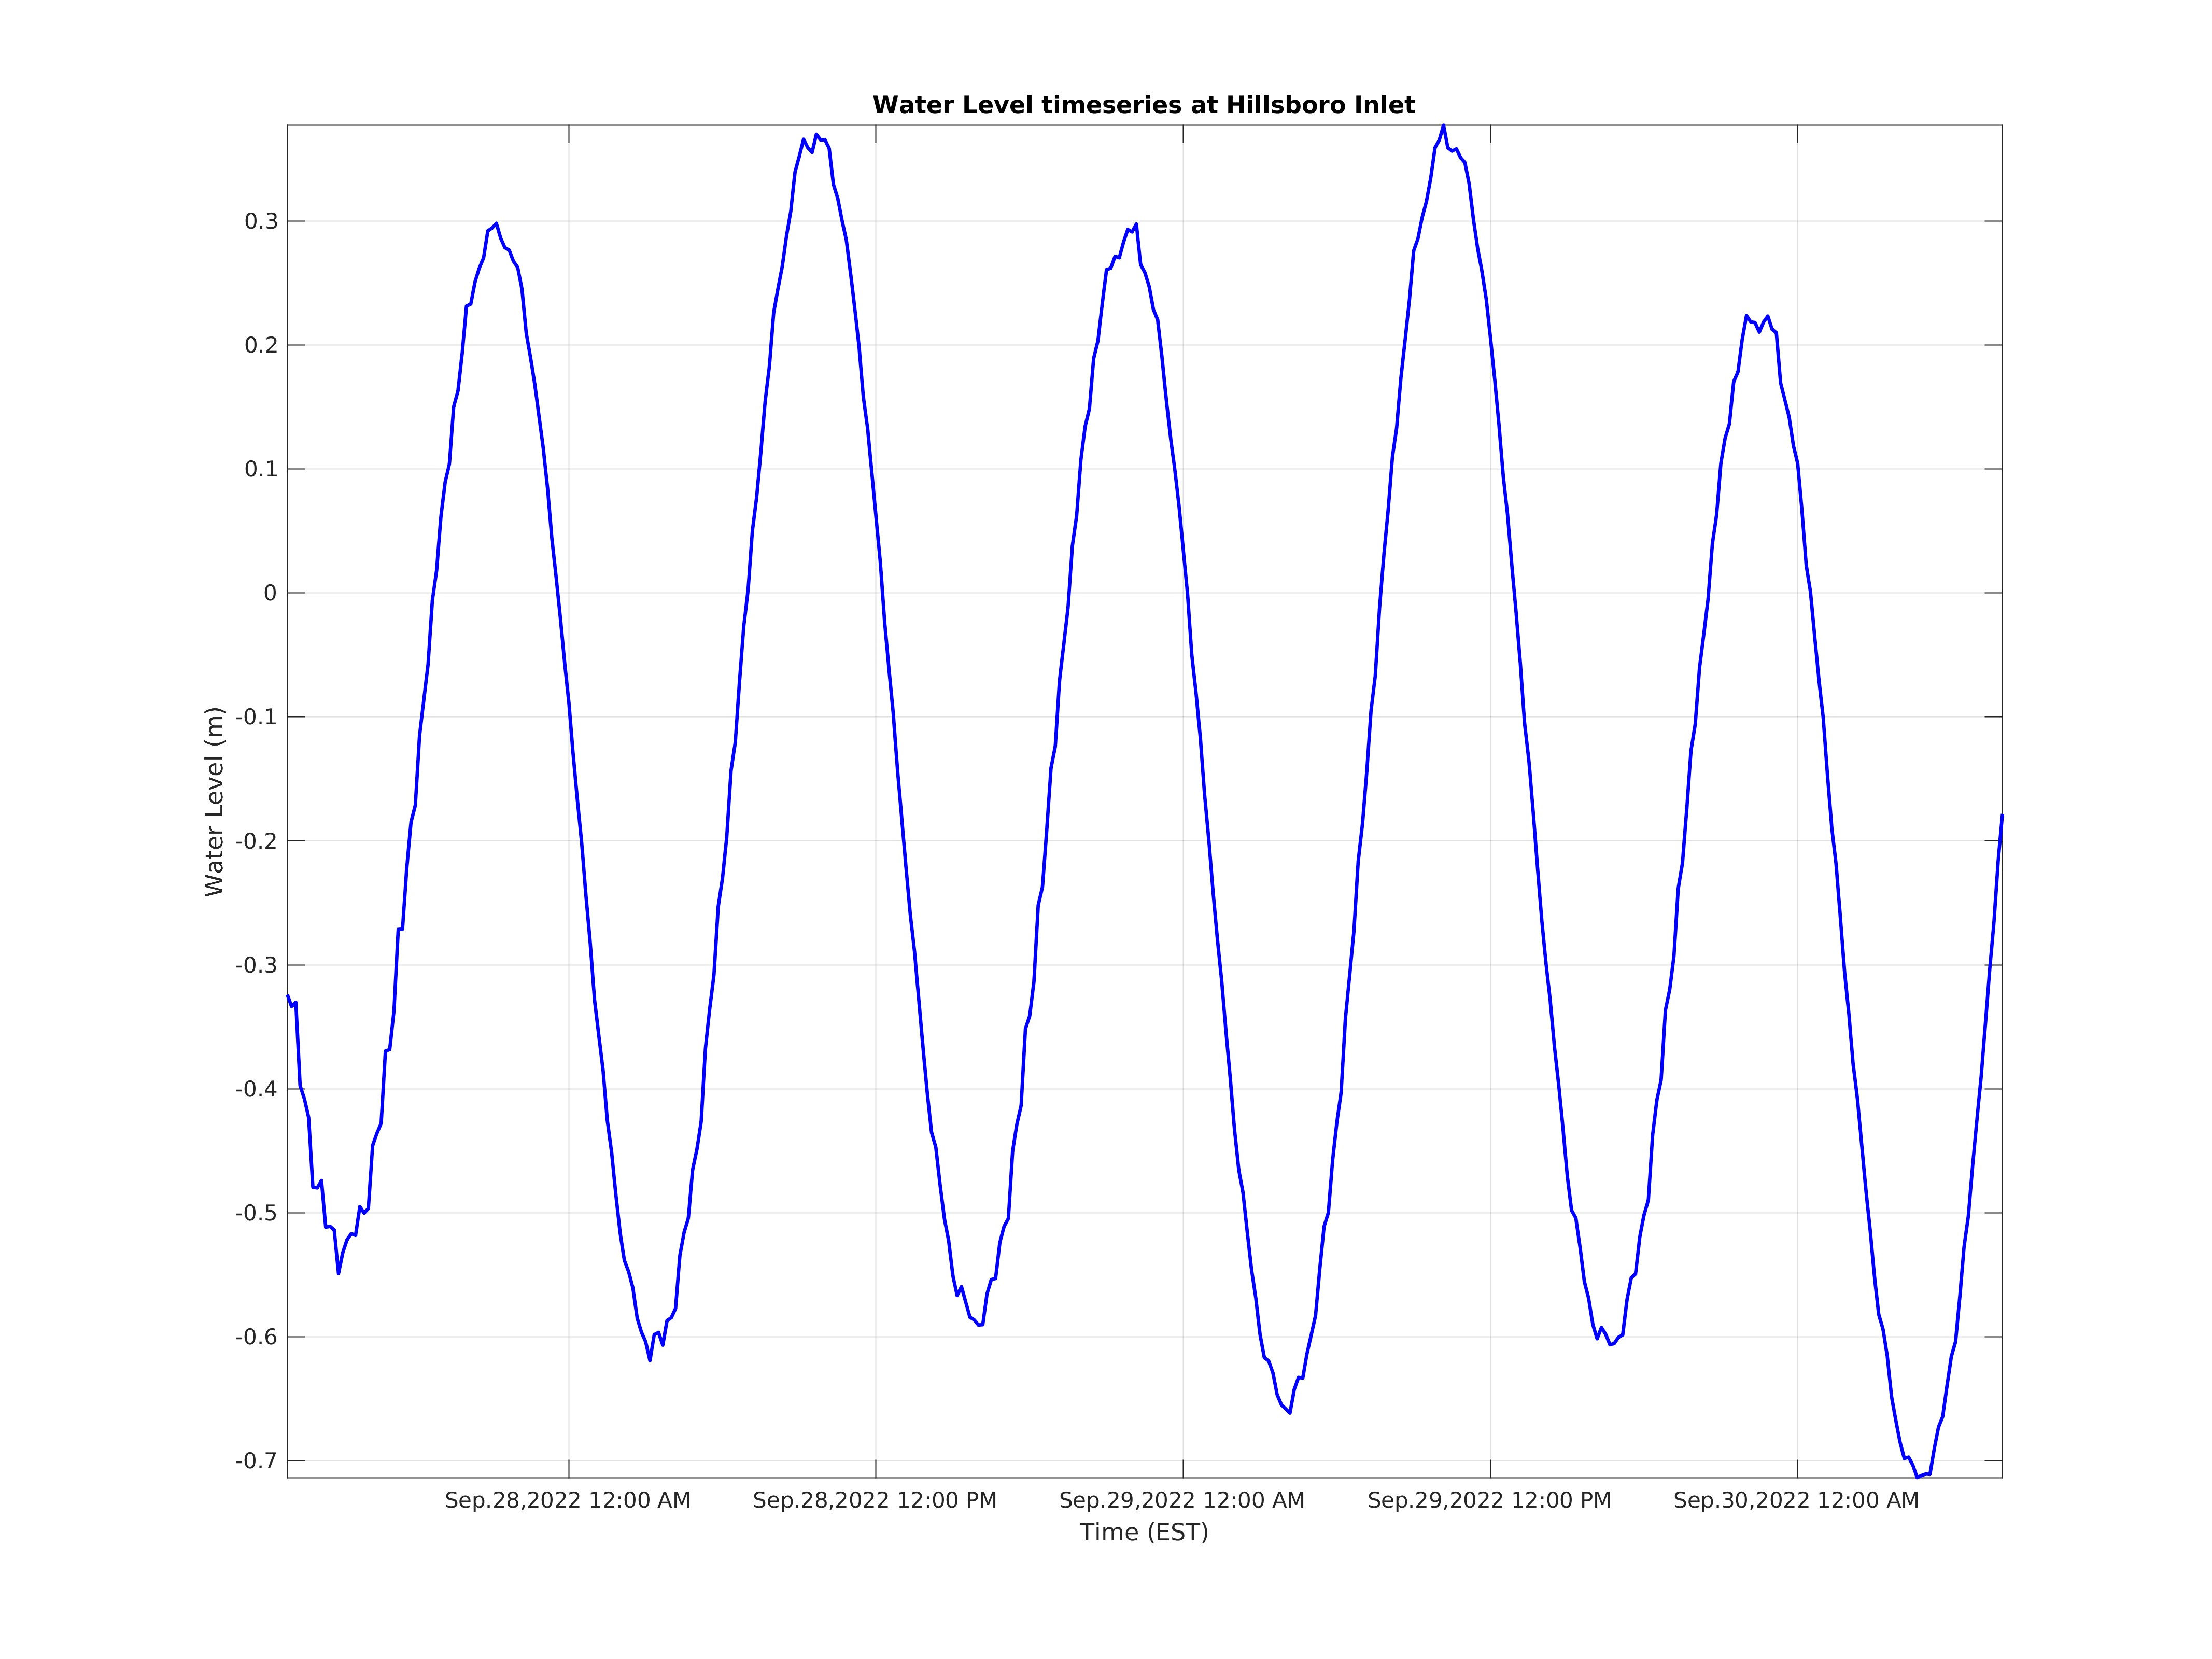 Water Level timeseries at Hillsboro Inlet
0.3
0.2
0.1
0
-0.1
-0.2
-0.3
-0.4
-0.5
-0.6
-0.7
Water Level (m)
Sep.28,2022 12:00 AM
Sep.28,2022 12:00 PM
Sep.29,2022 12:00 AM
Sep.29,2022 12:00 PM
Sep.30,2022 12:00 AM
Time (EST)